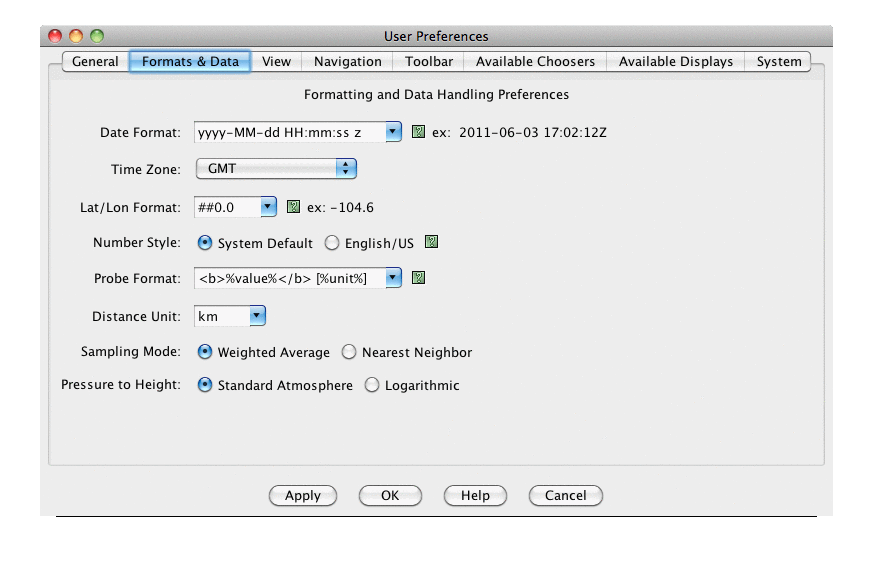 User Preferences
General Formats & Data View Navigation Toolbar Available Choosers Available Displays System
Formatting and Data Handling Preferences
Date Format: yyyy-MM-dd HH:mm:ss z ex: 2011-06-03 17:02:12Z
Time Zone: GMT
Lat/Lon Format: ##0.0 ex: -104.6
Number Style: System Default English/US
Probe Format: <b>%value%</b> [%unit%]
Distance Unit: km
Sampling Mode: Weighted Average Nearest Neighbor
Pressure to Height: Standard Atmosphere Logarithmic
Apply OK Help Cancel